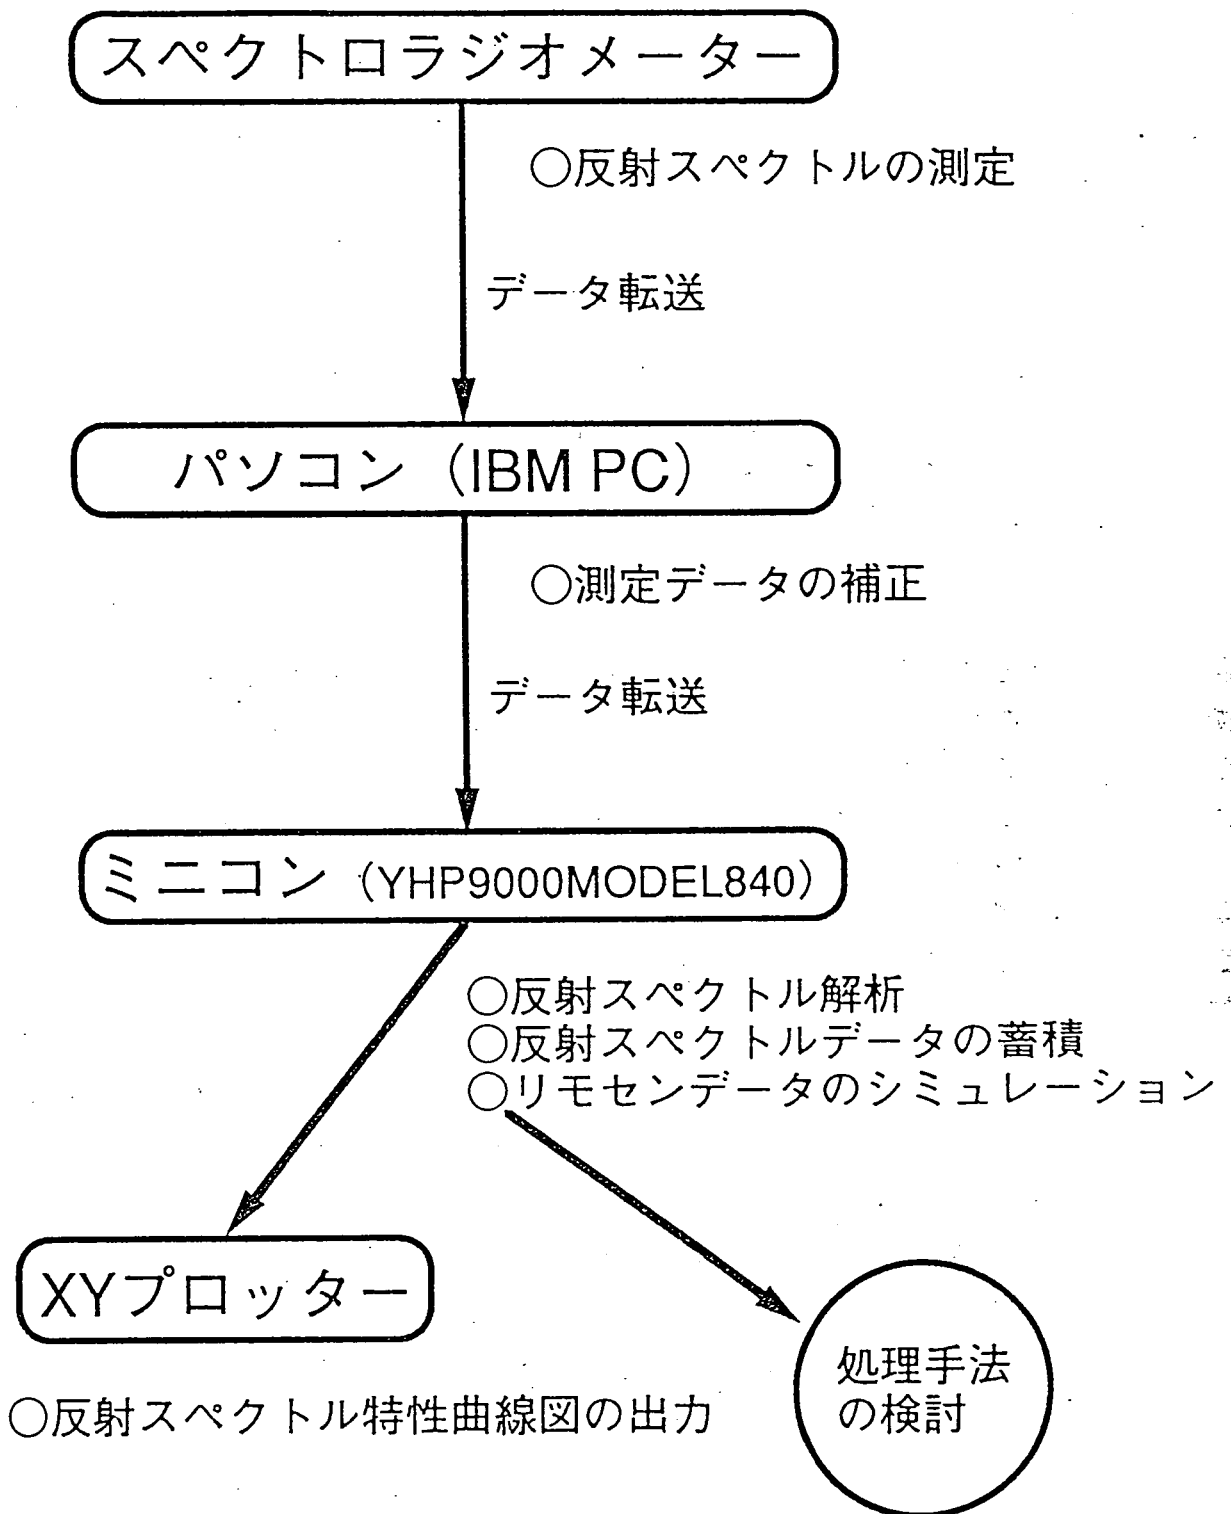 スペクトロラジオメーター
○反射スペクトルの測定
データ転送
パソコン（IBM PC）
○測定データの補正
データ転送
ミニコン（YHP9000MODEL840）
○反射スペクトル解析
○反射スペクトルデータの蓄積
○リモセンデータのシミュレーション
XYプロッター
○反射スペクトル特性曲線図の出力
処理手法
の検討